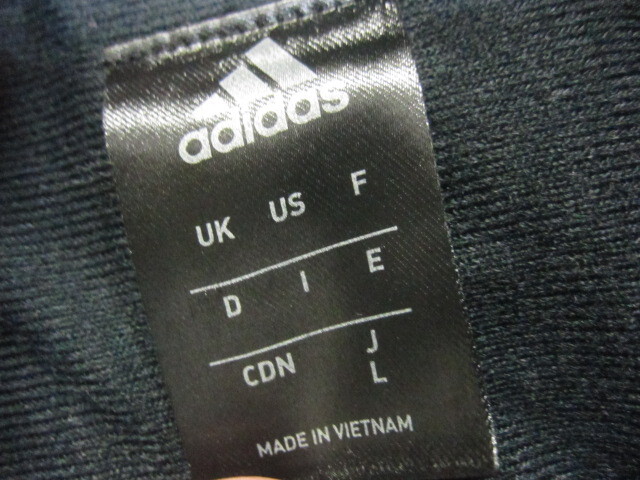 adidas
UK US F
D I E
CDN J
L
MADE IN VIETNAM